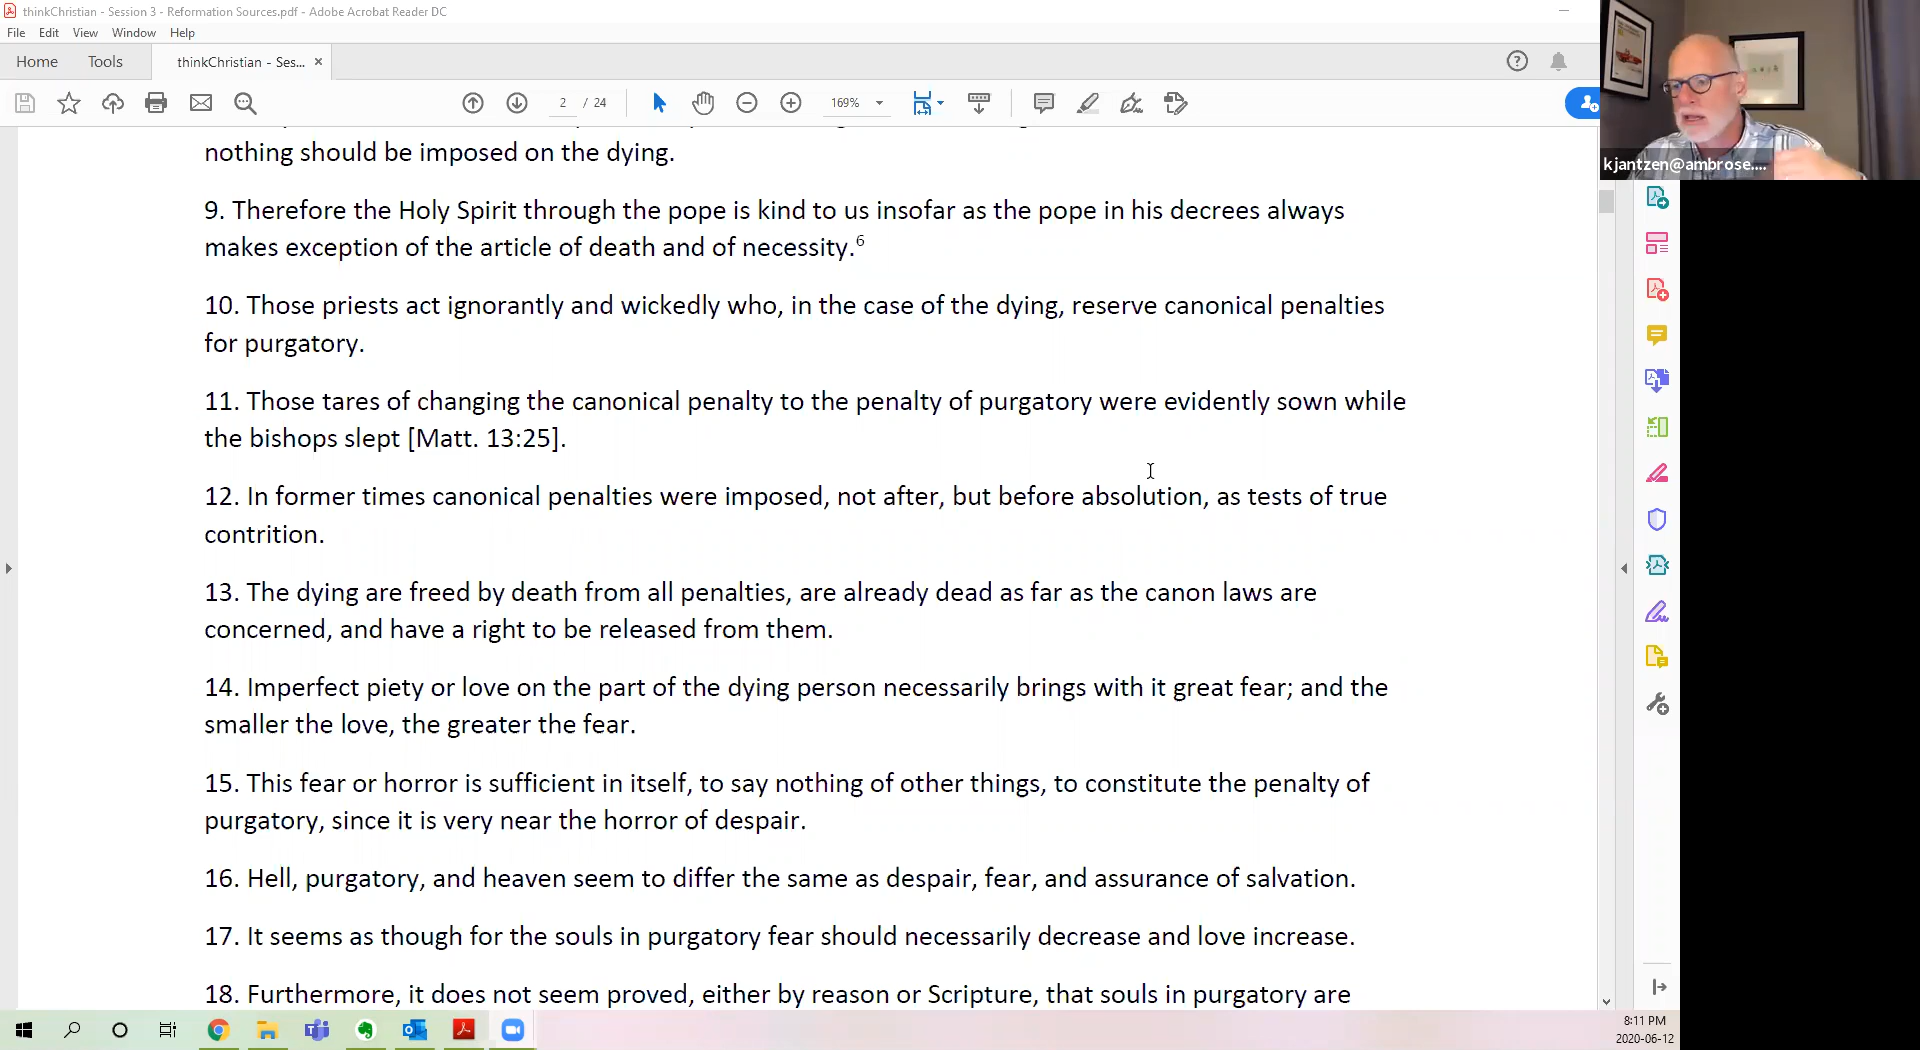 thinkChristian - Session 3 - Reformation Sources.pdf - Adobe Acrobat Reader DC
File Edit View Window Help
Home Tools thinkChristian - Ses... ×
2 / 24 169%
kjantzen@ambrose....
nothing should be imposed on the dying.
9. Therefore the Holy Spirit through the pope is kind to us insofar as the pope in his decrees always
makes exception of the article of death and of necessity.6
10. Those priests act ignorantly and wickedly who, in the case of the dying, reserve canonical penalties
for purgatory.
11. Those tares of changing the canonical penalty to the penalty of purgatory were evidently sown while
the bishops slept [Matt. 13:25].
12. In former times canonical penalties were imposed, not after, but before absolution, as tests of true
contrition.
13. The dying are freed by death from all penalties, are already dead as far as the canon laws are
concerned, and have a right to be released from them.
14. Imperfect piety or love on the part of the dying person necessarily brings with it great fear; and the
smaller the love, the greater the fear.
15. This fear or horror is sufficient in itself, to say nothing of other things, to constitute the penalty of
purgatory, since it is very near the horror of despair.
16. Hell, purgatory, and heaven seem to differ the same as despair, fear, and assurance of salvation.
17. It seems as though for the souls in purgatory fear should necessarily decrease and love increase.
18. Furthermore, it does not seem proved, either by reason or Scripture, that souls in purgatory are
8:11 PM
2020-06-12